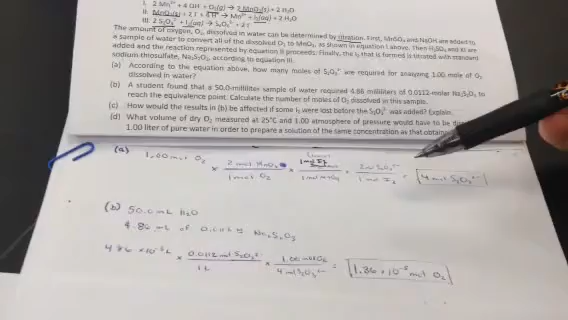 I. 2 Mn²⁺ + 4 OH⁻ + O₂(g) → 2 MnO₂(s) + 2 H₂O
II. MnO₂(s) + 2 I⁻ + 4 H⁺ → Mn²⁺ + I₂(aq) + 2 H₂O
III. 2 S₂O₃²⁻ + I₂(aq) → S₄O₆²⁻ + 2 I⁻
The amount of oxygen, O₂, dissolved in water can be determined by titration. First, MnSO₄ and NaOH are added to
a sample of water to convert all of the dissolved O₂ to MnO₂, as shown in equation I above. Then H₂SO₄ and KI are
added and the reaction represented by equation II proceeds. Finally, the I₂ that is formed is titrated with standard
sodium thiosulfate, Na₂S₂O₃, according to equation III.
(a) According to the equation above, how many moles of S₂O₃²⁻ are required for analyzing 1.00 mole of O₂
dissolved in water?
(b) A student found that a 50.0-milliliter sample of water required 4.86 milliliters of 0.0112-molar Na₂S₂O₃ to
reach the equivalence point. Calculate the number of moles of O₂ dissolved in this sample.
(c) How would the results in (b) be affected if some I₂ were lost before the S₂O₃²⁻ was added? Explain.
(d) What volume of dry O₂ measured at 25°C and 1.00 atmosphere of pressure would have to be
1.00 liter of pure water in order to prepare a solution of the same concentration as that
(a) 1.00 mol O₂ × 2 mol MnO₂ / 1 mol O₂ × 1 mol I₂ / 1 mol MnO₂ × 2 mol S₂O₃²⁻ / 1 mol I₂ = 4 mol S₂O₃²⁻
(b) 50.0 mL H₂O
4.86 mL of 0.0112 M Na₂S₂O₃
4.86 × 10⁻³ L × 0.0112 mol S₂O₃²⁻ / 1 L × 1.00 mol O₂ / 4 mol S₂O₃²⁻ = 1.36 × 10⁻⁵ mol O₂